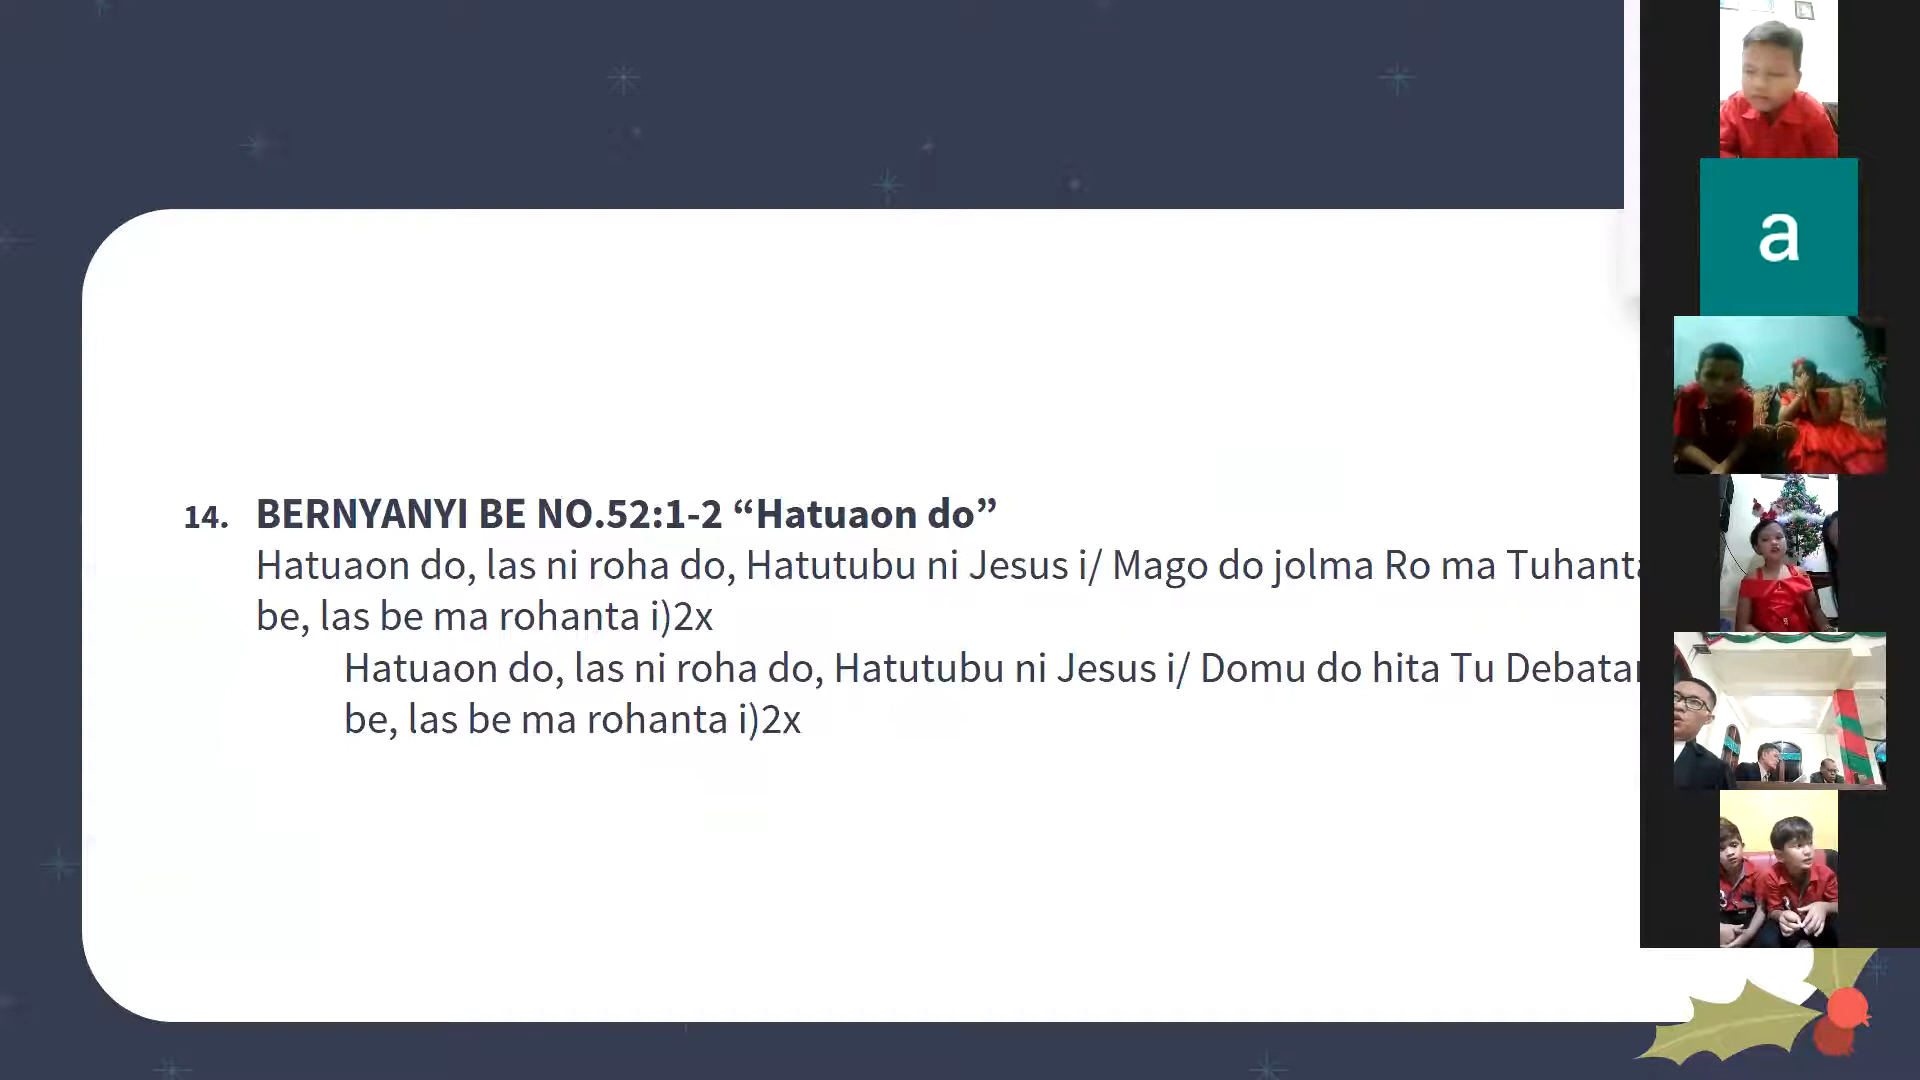 14. BERNYANYI BE NO.52:1-2 “Hatuaon do”
Hatuaon do, las ni roha do, Hatutubu ni Jesus i/ Mago do jolma Ro ma
be, las be ma rohanta i)2x
Hatuaon do, las ni roha do, Hatutubu ni Jesus i/ Domu do hita Tu
be, las be ma rohanta i)2x
a